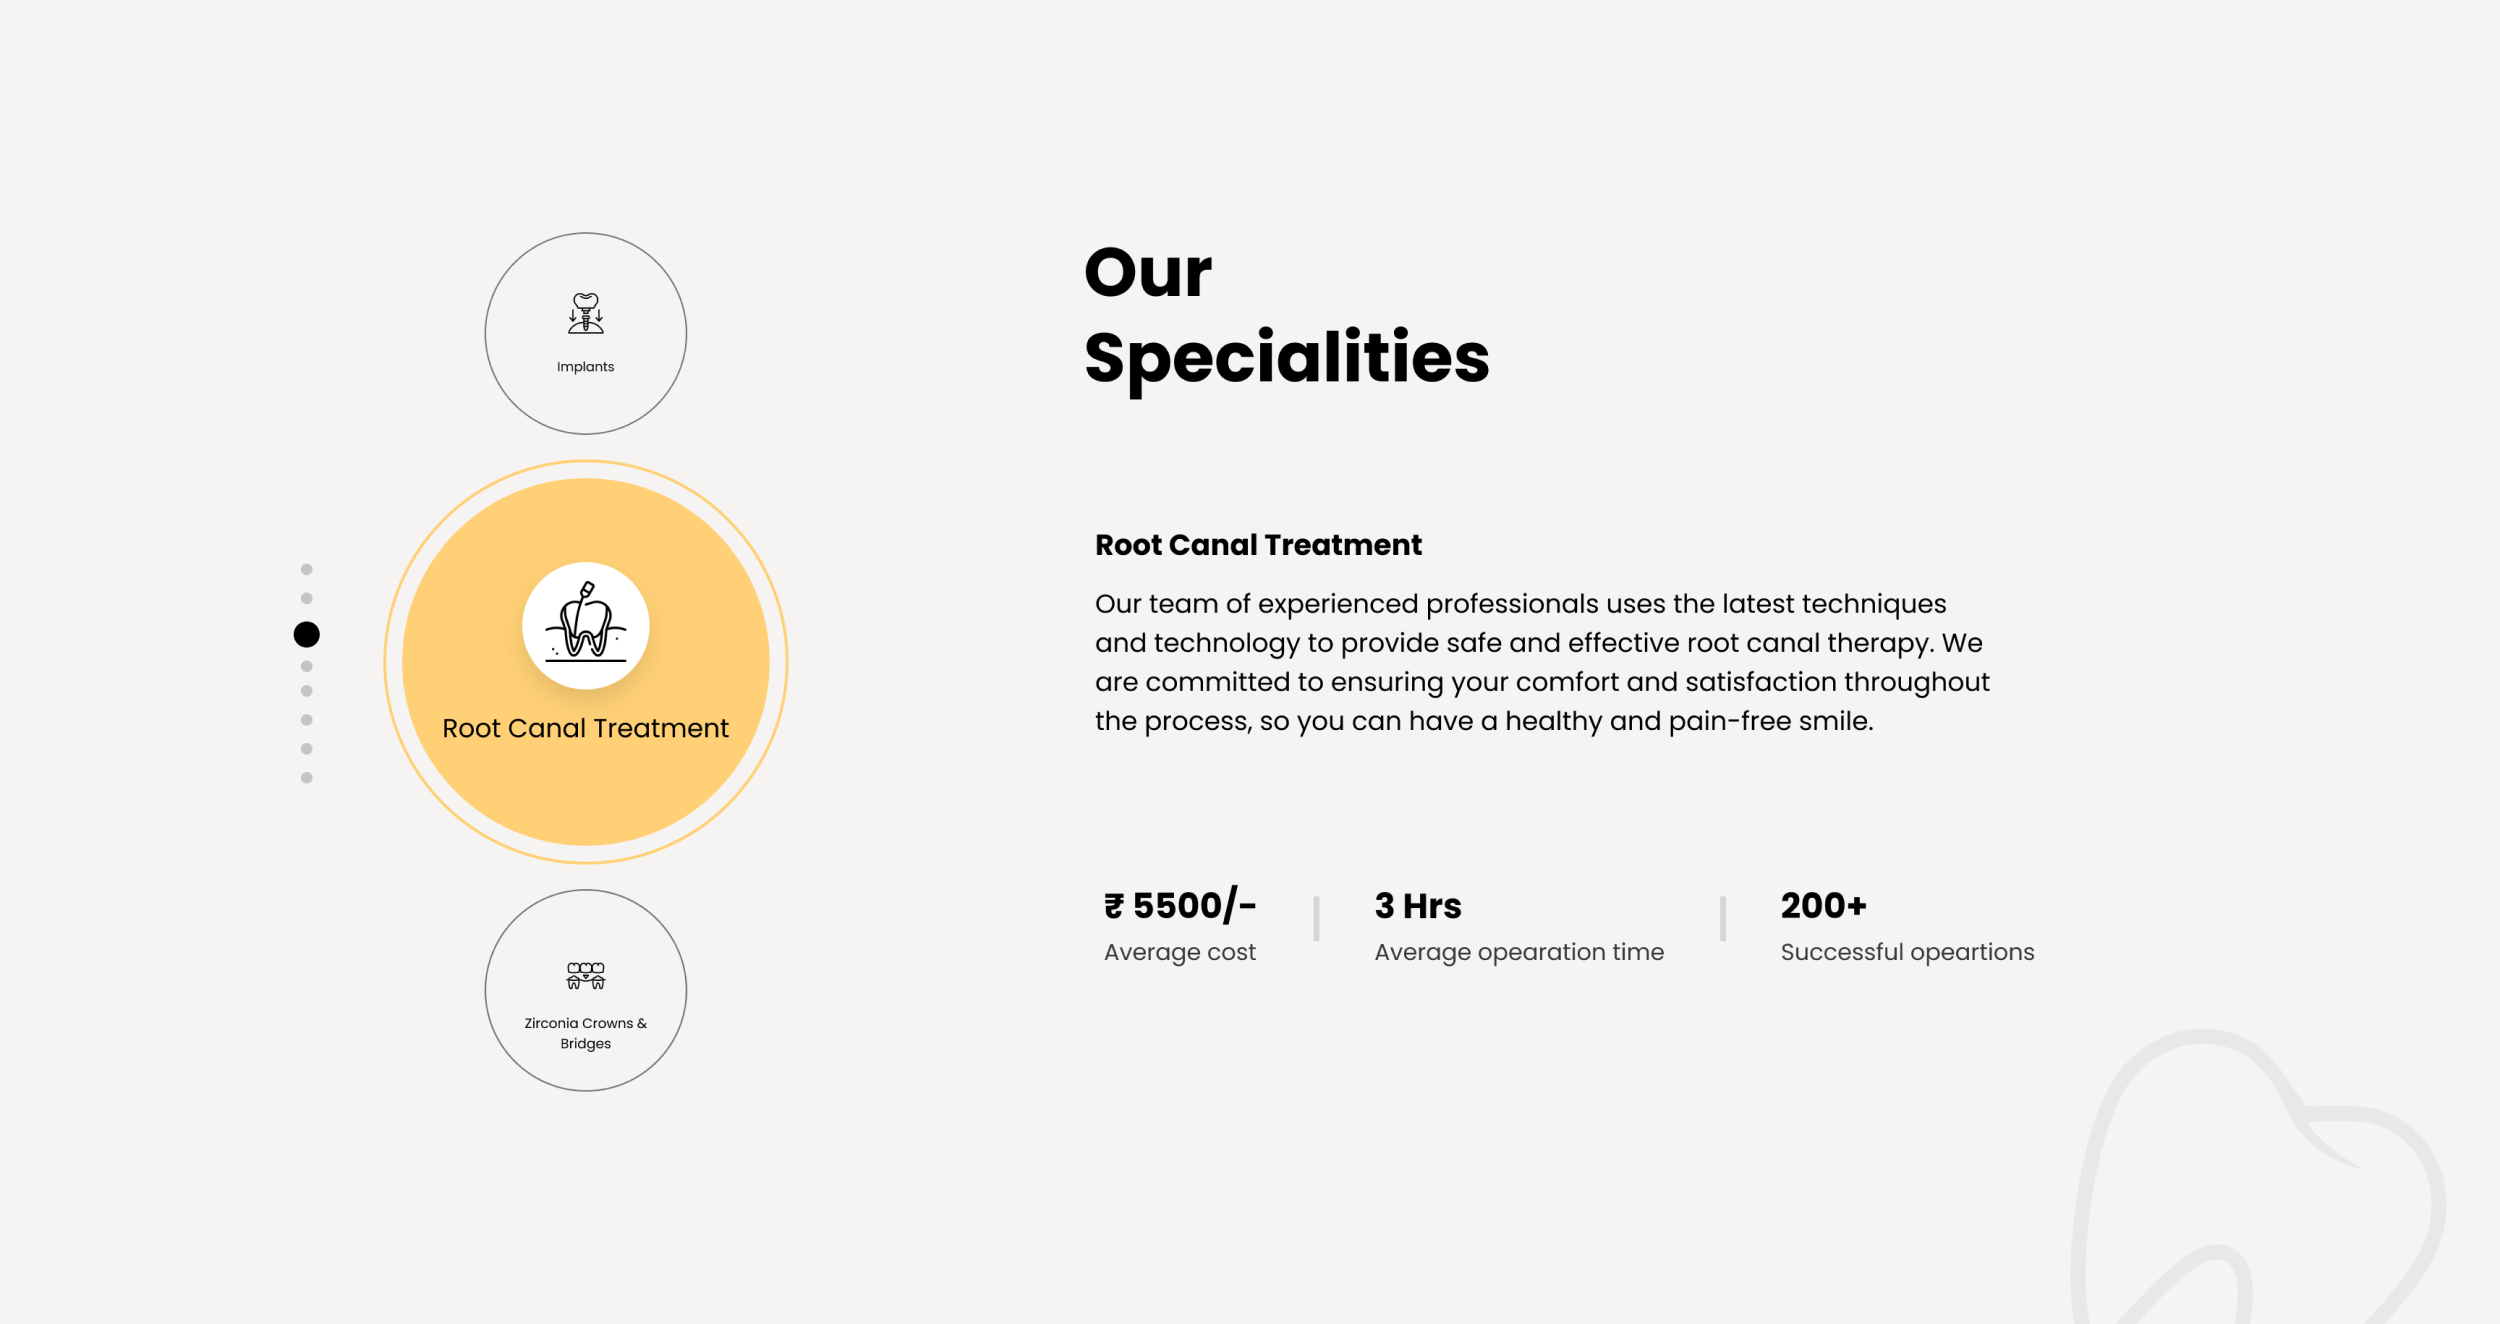 Implants
Root Canal Treatment
Zirconia Crowns &
Bridges
Our
Specialities
Root Canal Treatment
Our team of experienced professionals uses the latest techniques
and technology to provide safe and effective root canal therapy. We
are committed to ensuring your comfort and satisfaction throughout
the process, so you can have a healthy and pain-free smile.
₹ 5500/-
Average cost
3 Hrs
Average opearation time
200+
Successful opeartions